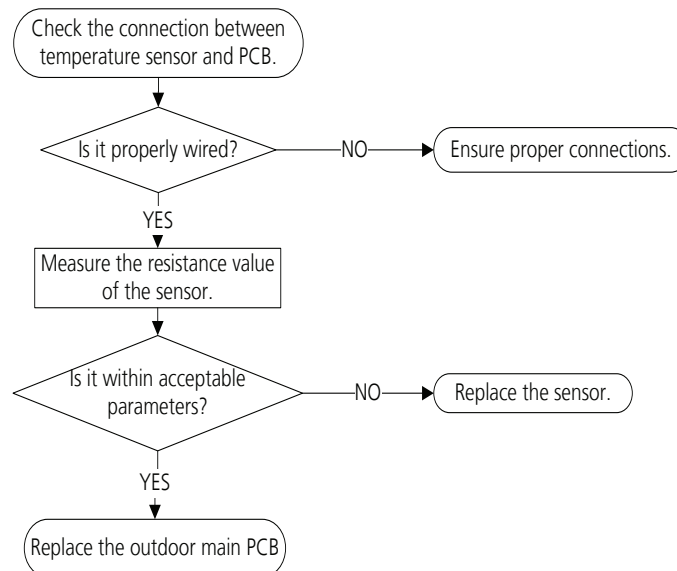 Check the connection between
temperature sensor and PCB.
Is it properly wired?
NO
Ensure proper connections.
YES
Measure the resistance value
of the sensor.
Is it within acceptable
parameters?
NO
Replace the sensor.
YES
Replace the outdoor main PCB